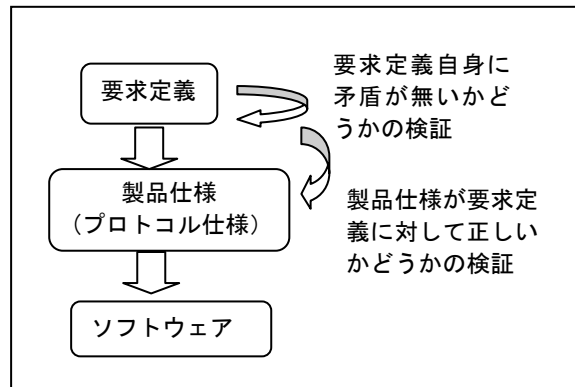 要求定義
要求定義自身に
矛盾が無いかど
うかの検証
製品仕様
（プロトコル仕様）
製品仕様が要求定
義に対して正しい
かどうかの検証
ソフトウェア